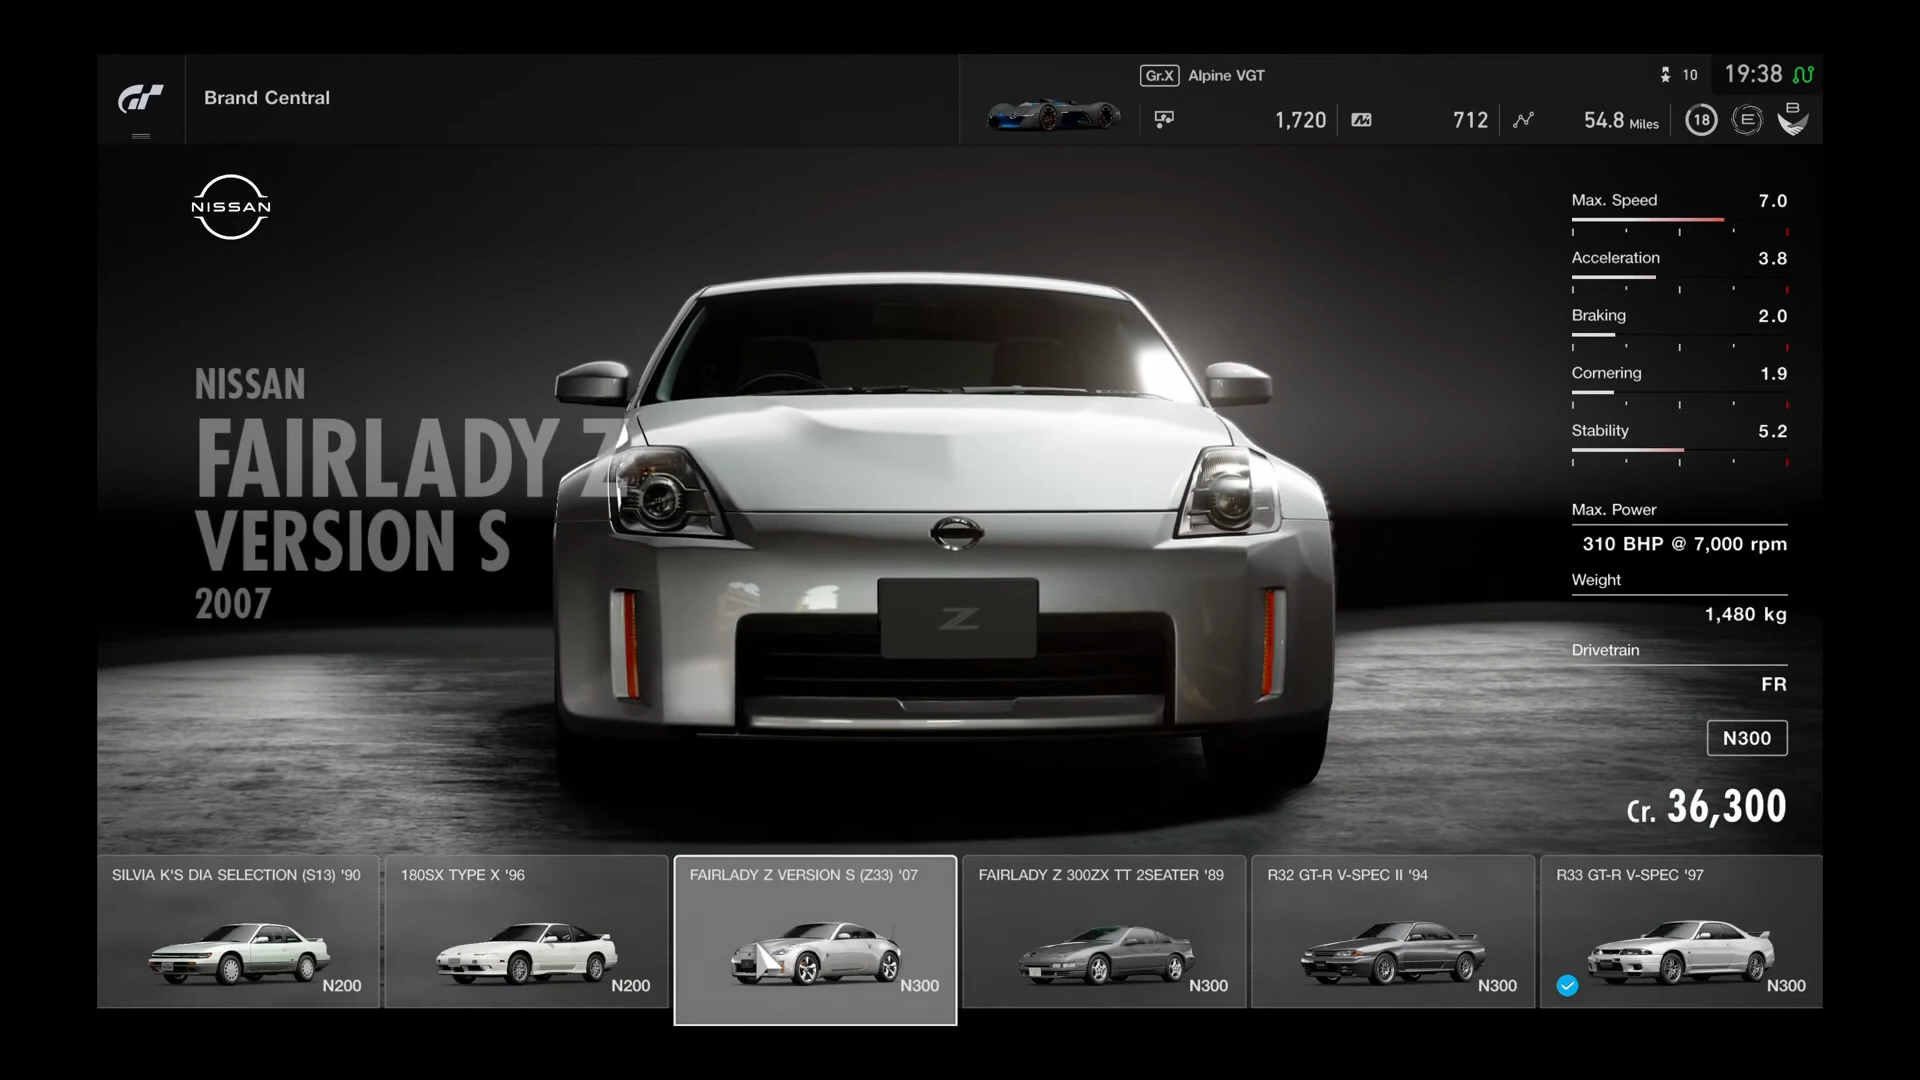 GT
Brand Central
Gr.X Alpine VGT
10
19:38
1,720
712
54.8 Miles
18
E
B
NISSAN
NISSAN
FAIRLADY Z
VERSION S
2007
Z
Max. Speed 7.0
Acceleration 3.8
Braking 2.0
Cornering 1.9
Stability 5.2
Max. Power
310 BHP @ 7,000 rpm
Weight
1,480 kg
Drivetrain
FR
N300
Cr. 36,300
SILVIA K'S DIA SELECTION (S13) '90
N200
180SX TYPE X '96
N200
FAIRLADY Z VERSION S (Z33) '07
N300
FAIRLADY Z 300ZX TT 2SEATER '89
N300
R32 GT-R V-SPEC II '94
N300
R33 GT-R V-SPEC '97
N300